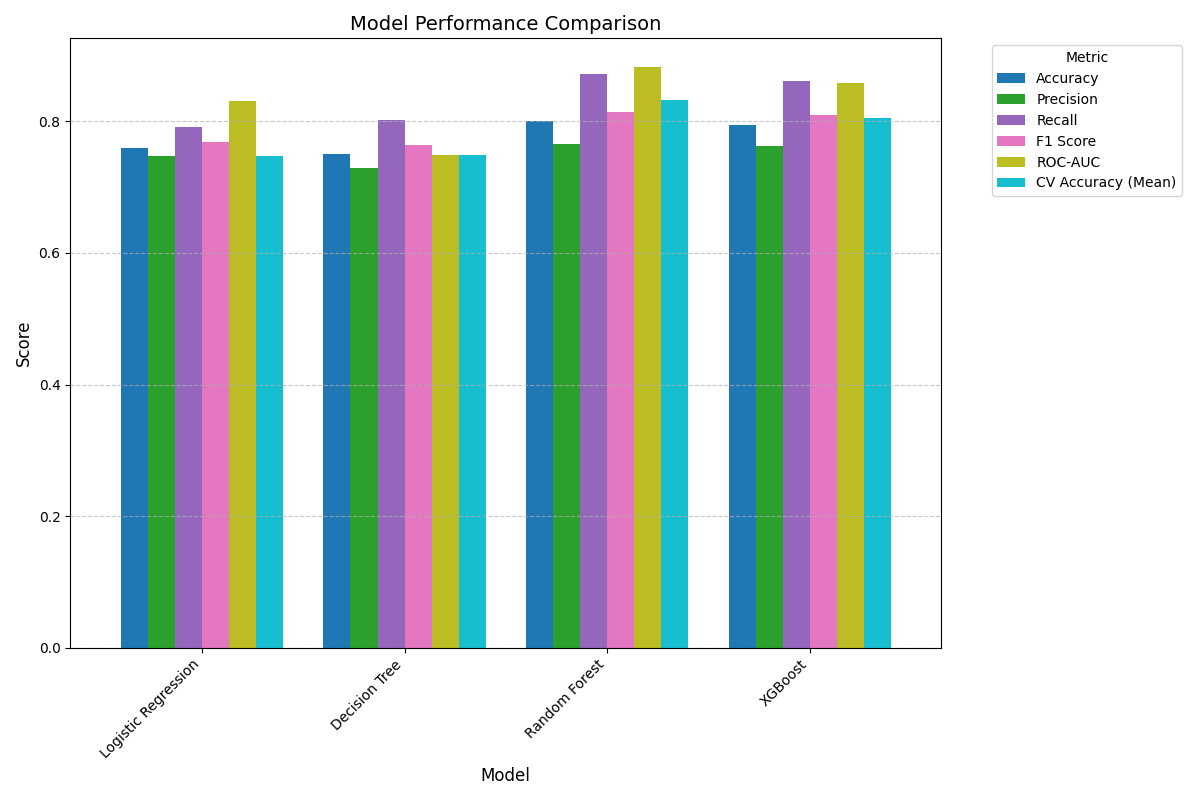 Model Performance Comparison
Metric
Accuracy
Precision
Recall
F1 Score
ROC-AUC
CV Accuracy (Mean)
Score
0.8
0.6
0.4
0.2
0.0
Logistic Regression
Decision Tree
Random Forest
XGBoost
Model